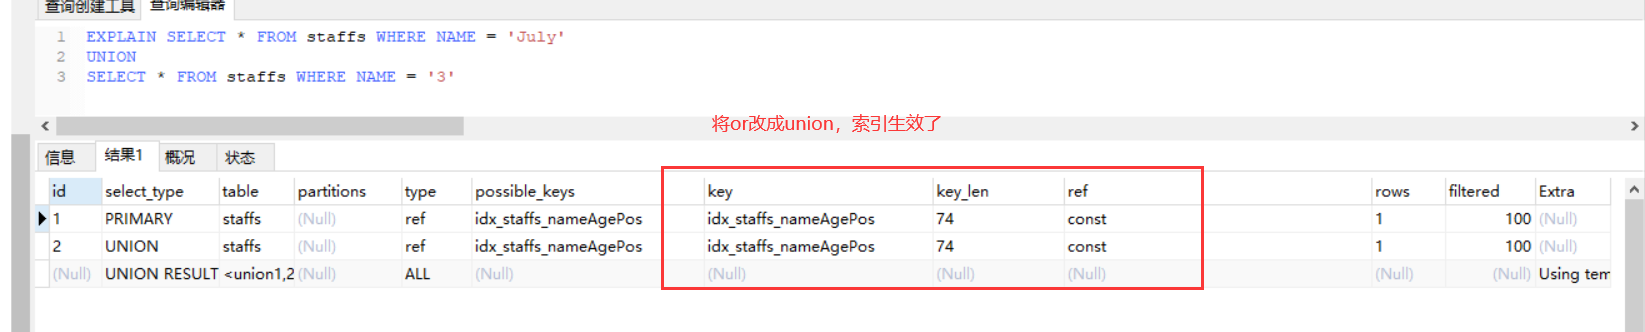 查询创建工具 查询编辑器
1 EXPLAIN SELECT * FROM staffs WHERE NAME = 'July'
2 UNION
3 SELECT * FROM staffs WHERE NAME = '3'
将or改成union，索引生效了
信息 结果1 概况 状态
id select_type table partitions type possible_keys key key_len ref rows filtered Extra
1 PRIMARY staffs (Null) ref idx_staffs_nameAgePos idx_staffs_nameAgePos 74 const 1 100 (Null)
2 UNION staffs (Null) ref idx_staffs_nameAgePos idx_staffs_nameAgePos 74 const 1 100 (Null)
(Null) UNION RESULT <union1,2 (Null) ALL (Null) (Null) (Null) (Null) (Null) (Null) Using tem